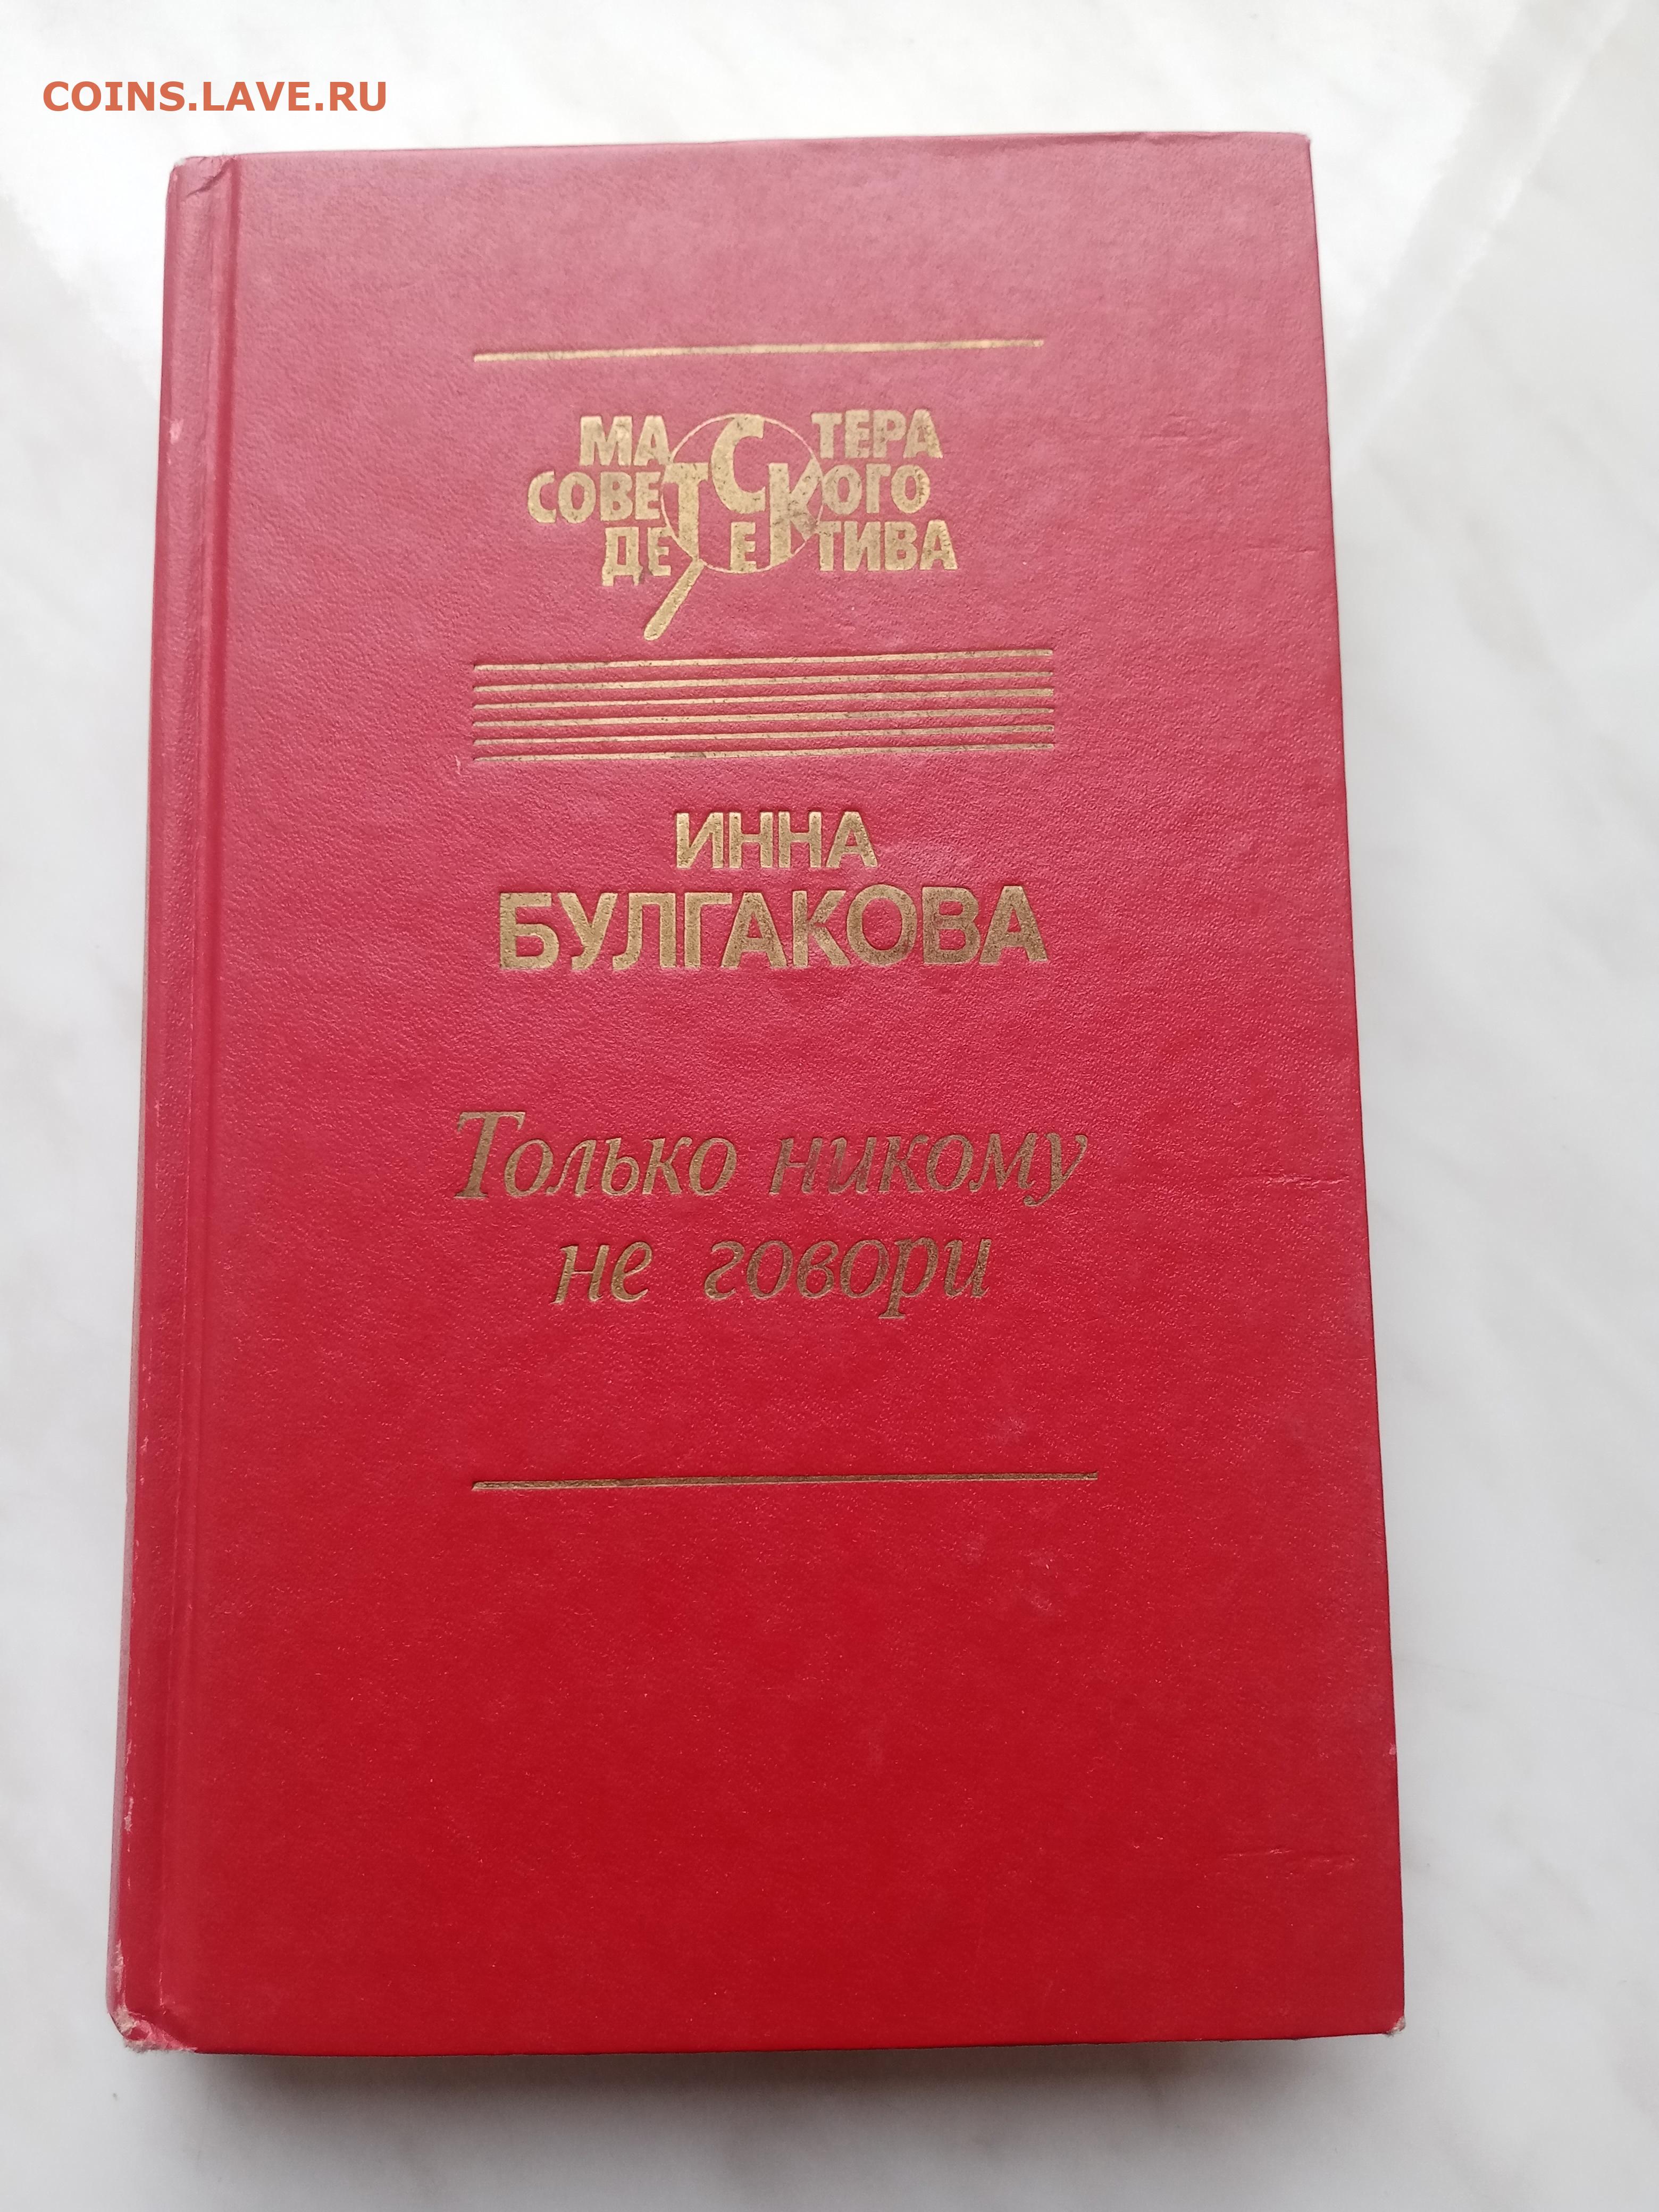 COINS.LAVE.RU
МАСТЕРА
СОВЕТСКОГО
ДЕТЕКТИВА
ИННА
БУЛГАКОВА
Только никому
не говори